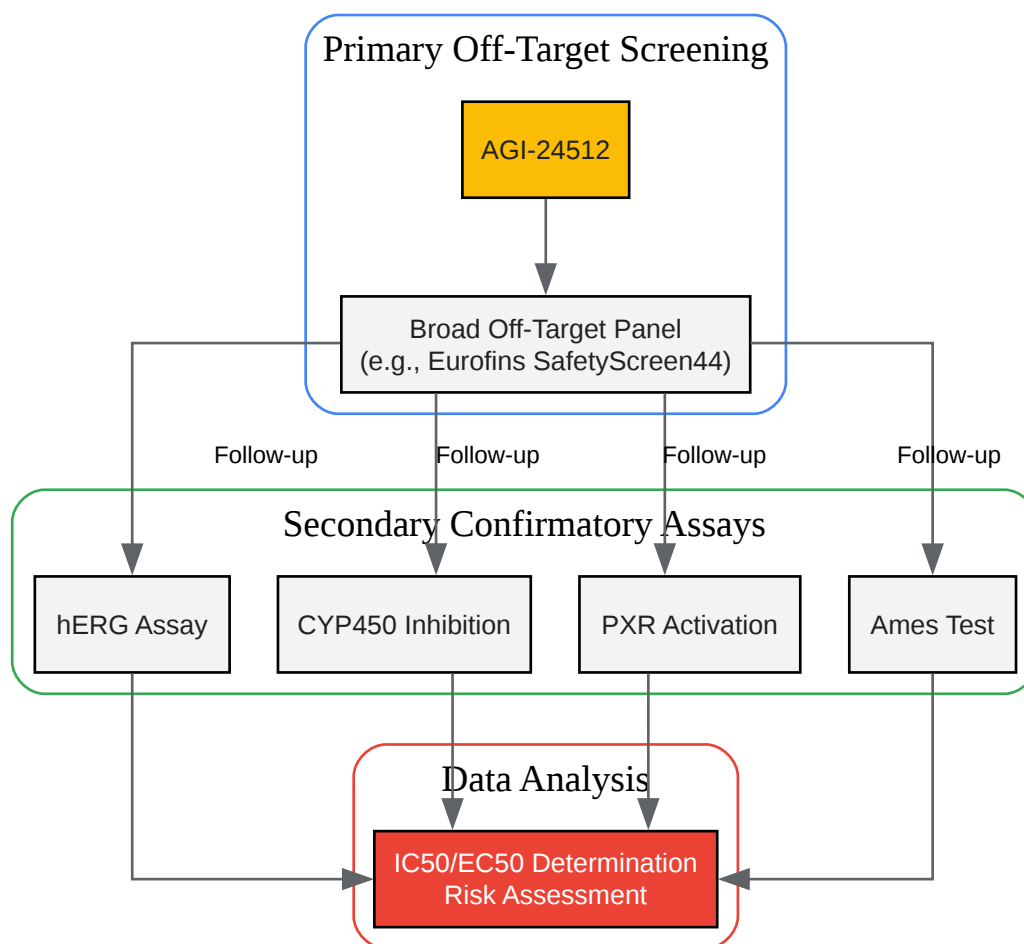 Primary Off-Target Screening
AGI-24512
Broad Off-Target Panel
(e.g., Eurofins SafetyScreen44)
Follow-up
Follow-up
Follow-up
Follow-up
Secondary Confirmatory Assays
hERG Assay
CYP450 Inhibition
PXR Activation
Ames Test
Data Analysis
IC50/EC50 Determination
Risk Assessment